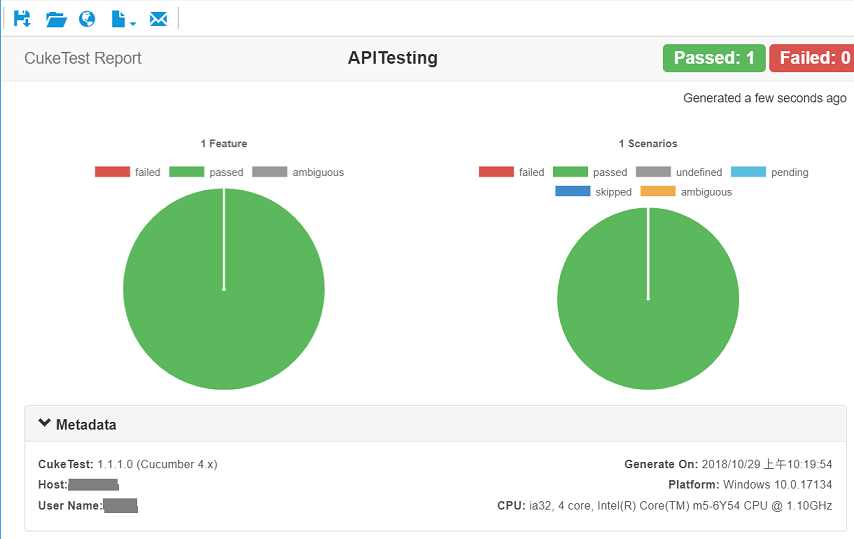 CukeTest Report
APITesting
Passed: 1
Failed: 0
Generated a few seconds ago
1 Feature
failed passed ambiguous
1 Scenarios
failed passed undefined pending
skipped ambiguous
Metadata
CukeTest: 1.1.1.0 (Cucumber 4.x)
Host:
User Name:
Generate On: 2018/10/29 上午10:19:54
Platform: Windows 10.0.17134
CPU: ia32, 4 core, Intel(R) Core(TM) m5-6Y54 CPU @ 1.10GHz